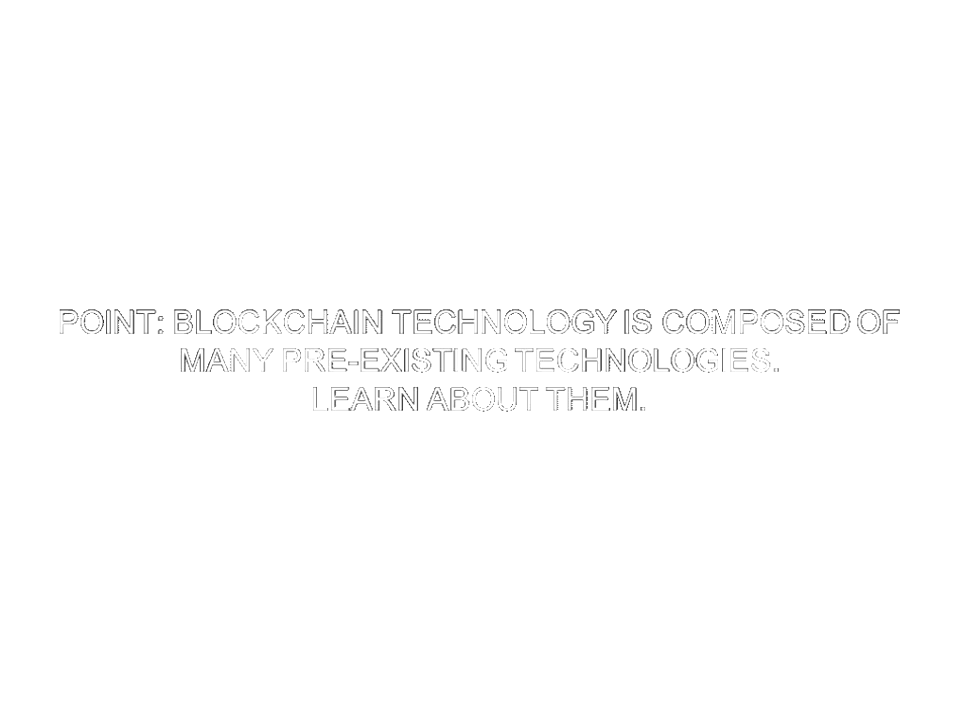 POINT: BLOCKCHAIN TECHNOLOGY IS COMPOSED OF
MANY PRE-EXISTING TECHNOLOGIES.
LEARN ABOUT THEM.